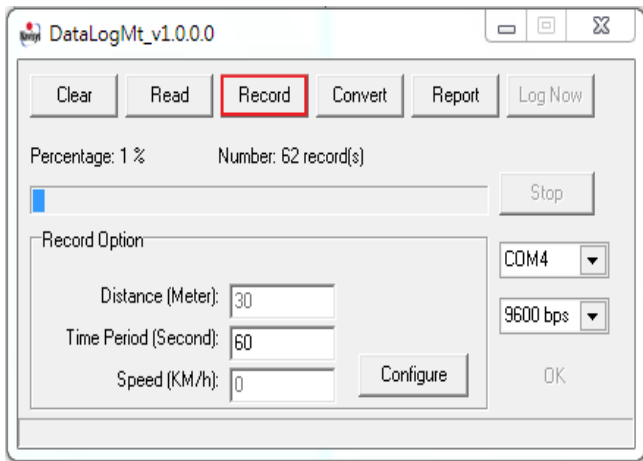 DataLogMt_v1.0.0.0
Clear Read Record Convert Report Log Now
Percentage: 1 % Number: 62 record(s)
Stop
Record Option
COM4
Distance (Meter): 30
9600 bps
Time Period (Second): 60
Speed (KM/h): 0
Configure OK